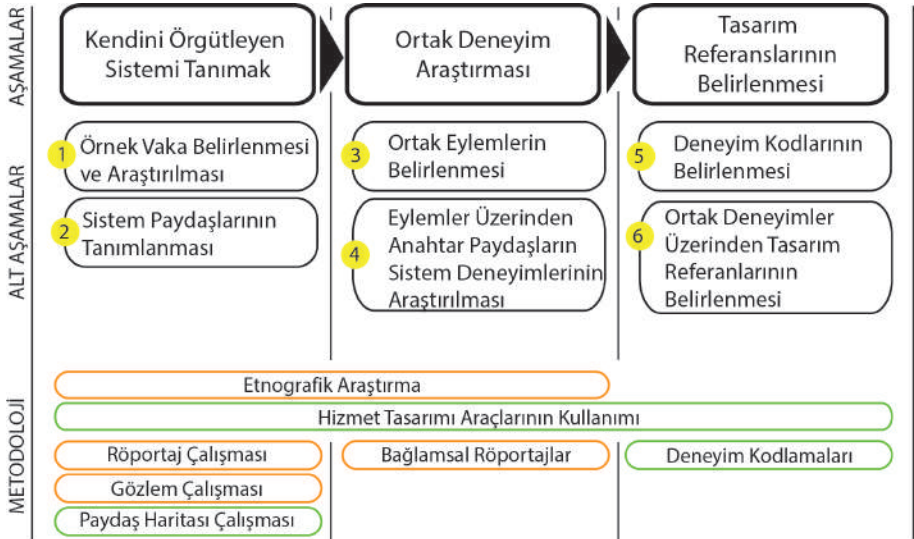 AŞAMALAR
Kendini Örgütleyen
Sistemi Tanımak
Ortak Deneyim
Araştırması
Tasarım
Referanslarının
Belirlenmesi
ALT AŞAMALAR
1
Örnek Vaka Belirlenmesi
ve Araştırılması
2
Sistem Paydaşlarının
Tanımlanması
3
Ortak Eylemlerin
Belirlenmesi
4
Eylemler Üzerinden
Anahtar Paydaşların
Sistem Deneyimlerinin
Araştırılması
5
Deneyim Kodlarının
Belirlenmesi
6
Ortak Deneyimler
Üzerinden Tasarım
Referanlarının
Belirlenmesi
METODOLOJİ
Etnografik Araştırma
Hizmet Tasarımı Araçlarının Kullanımı
Röportaj Çalışması
Bağlamsal Röportajlar
Deneyim Kodlamaları
Gözlem Çalışması
Paydaş Haritası Çalışması